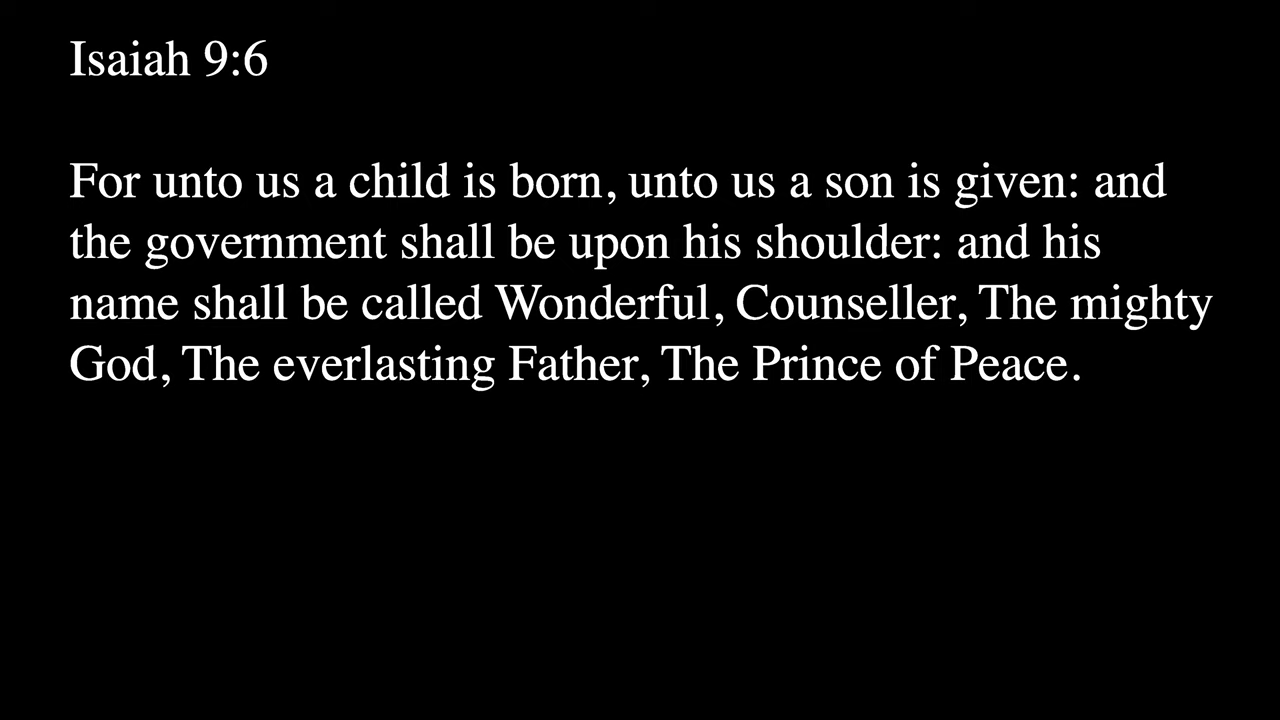 Isaiah 9:6
For unto us a child is born, unto us a son is given: and
the government shall be upon his shoulder: and his
name shall be called Wonderful, Counseller, The mighty
God, The everlasting Father, The Prince of Peace.